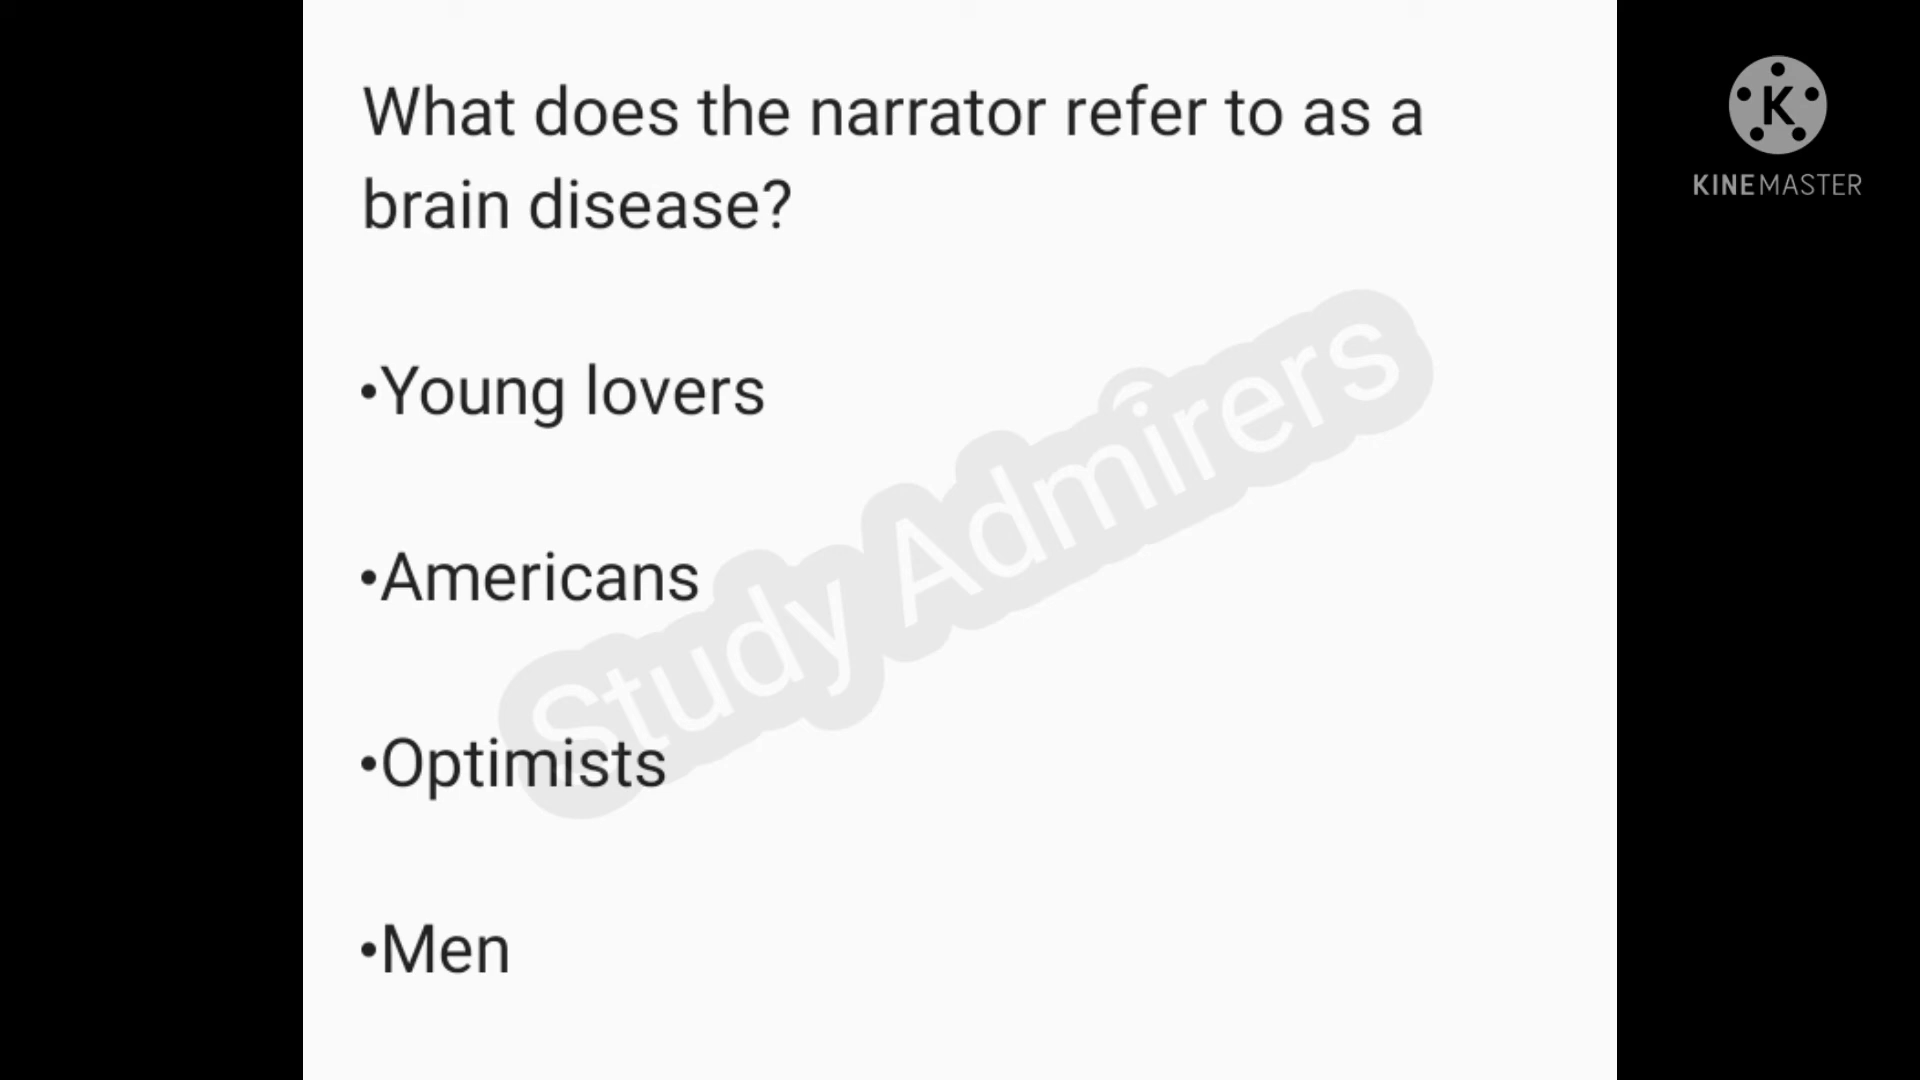 What does the narrator refer to as a
brain disease?
•Young lovers
•Americans
•Optimists
•Men
Study Admirers
K
KINEMASTER